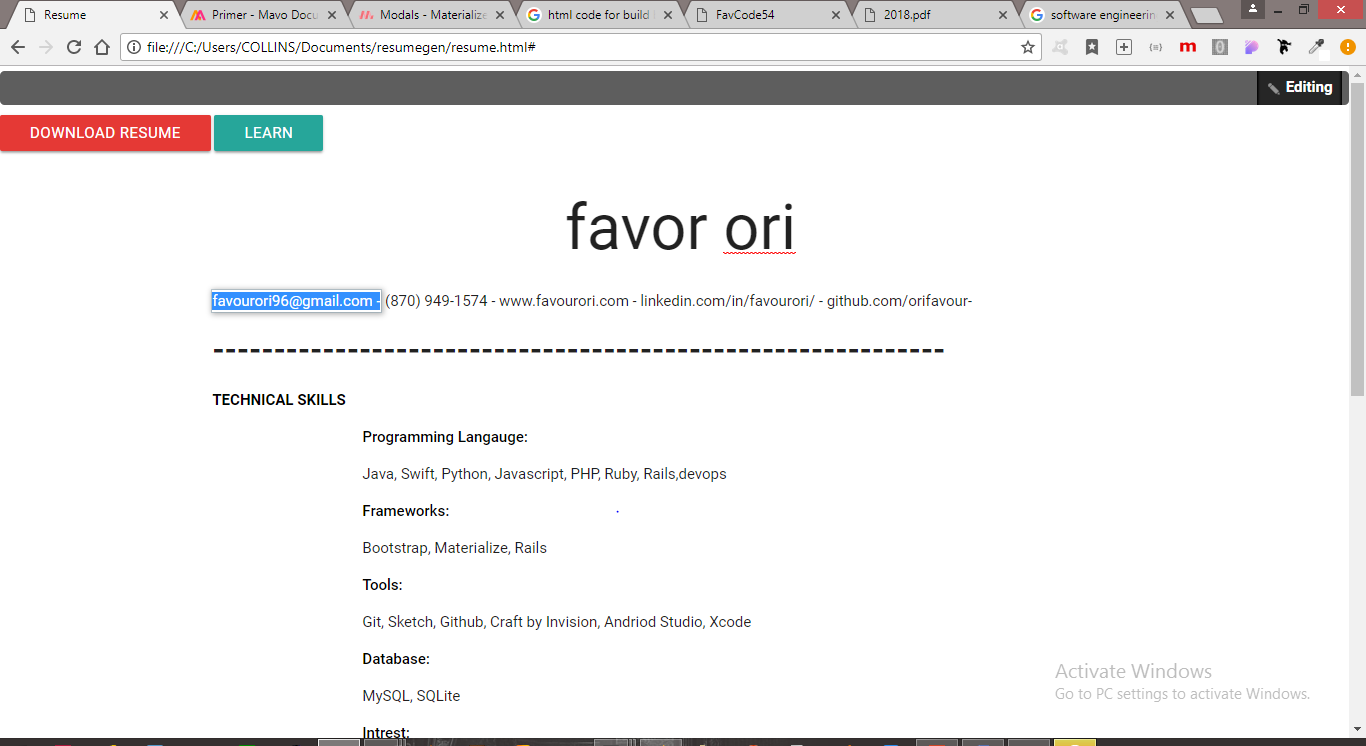 Resume
Primer - Mavo Docu
Modals - Materialize
html code for build
FavCode54
2018.pdf
software engineerin
file:///C:/Users/COLLINS/Documents/resumegen/resume.html#
Editing
DOWNLOAD RESUME
LEARN
favor ori
favourori96@gmail.com - (870) 949-1574 - www.favourori.com - linkedin.com/in/favourori/ - github.com/orifavour-
TECHNICAL SKILLS
Programming Langauge:
Java, Swift, Python, Javascript, PHP, Ruby, Rails,devops
Frameworks:
Bootstrap, Materialize, Rails
Tools:
Git, Sketch, Github, Craft by Invision, Andriod Studio, Xcode
Database:
MySQL, SQLite
Intrest:
Activate Windows
Go to PC settings to activate Windows.